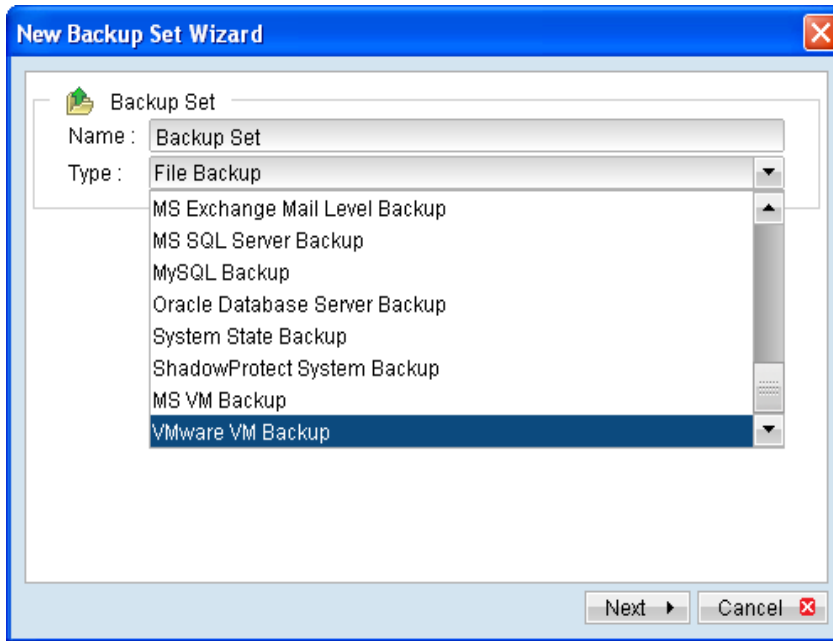 New Backup Set Wizard
Backup Set
Name : Backup Set
Type : File Backup
MS Exchange Mail Level Backup
MS SQL Server Backup
MySQL Backup
Oracle Database Server Backup
System State Backup
ShadowProtect System Backup
MS VM Backup
VMware VM Backup
Next Cancel